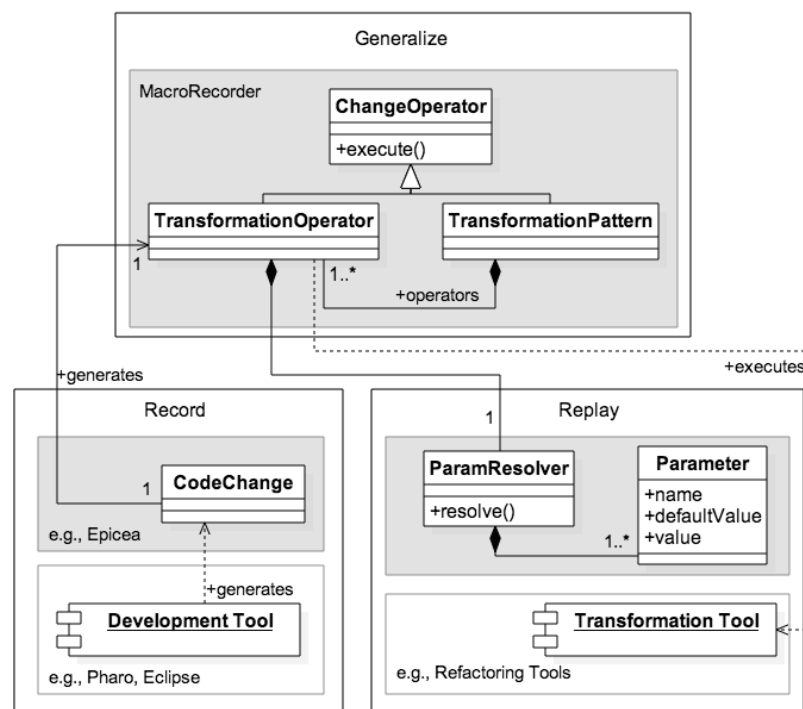 Generalize
MacroRecorder
ChangeOperator
+execute()
TransformationOperator
TransformationPattern
1
1..*
+operators
+generates
+executes
Record
Replay
1
CodeChange
1
e.g., Epicea
ParamResolver
+resolve()
Parameter
+name
+defaultValue
+value
1..*
+generates
Development Tool
e.g., Pharo, Eclipse
Transformation Tool
e.g., Refactoring Tools